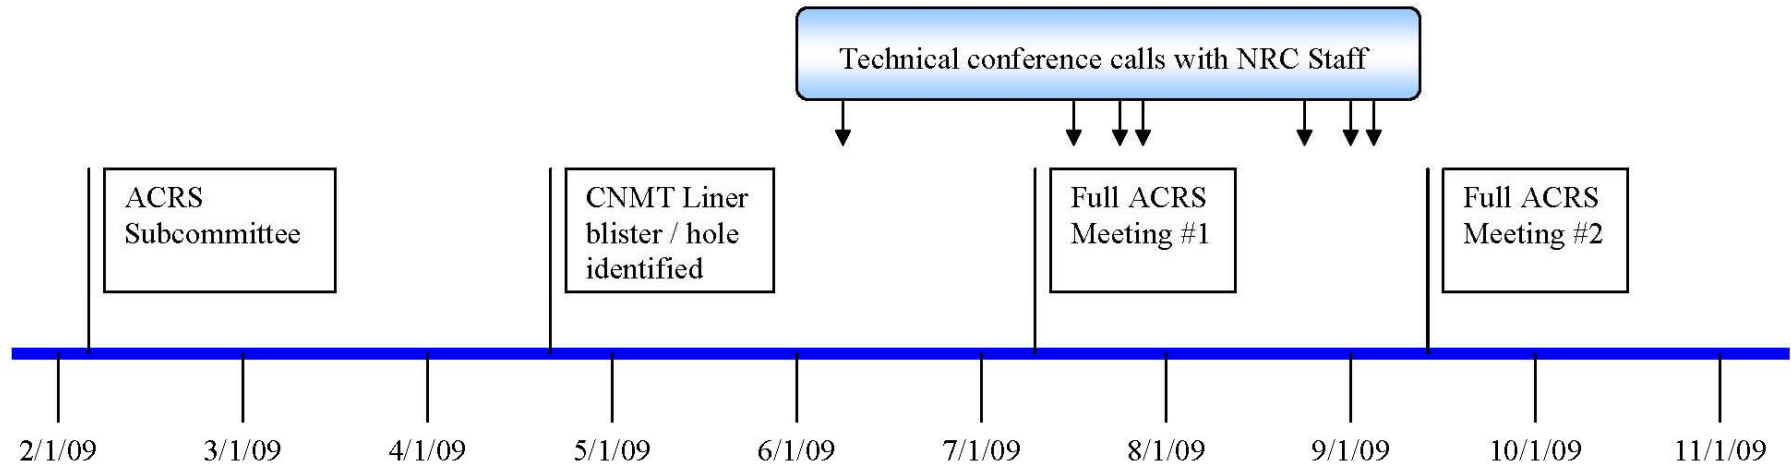 Technical conference calls with NRC Staff
ACRS
Subcommittee
CNMT Liner
blister / hole
identified
Full ACRS
Meeting #1
Full ACRS
Meeting #2
2/1/09
3/1/09
4/1/09
5/1/09
6/1/09
7/1/09
8/1/09
9/1/09
10/1/09
11/1/09